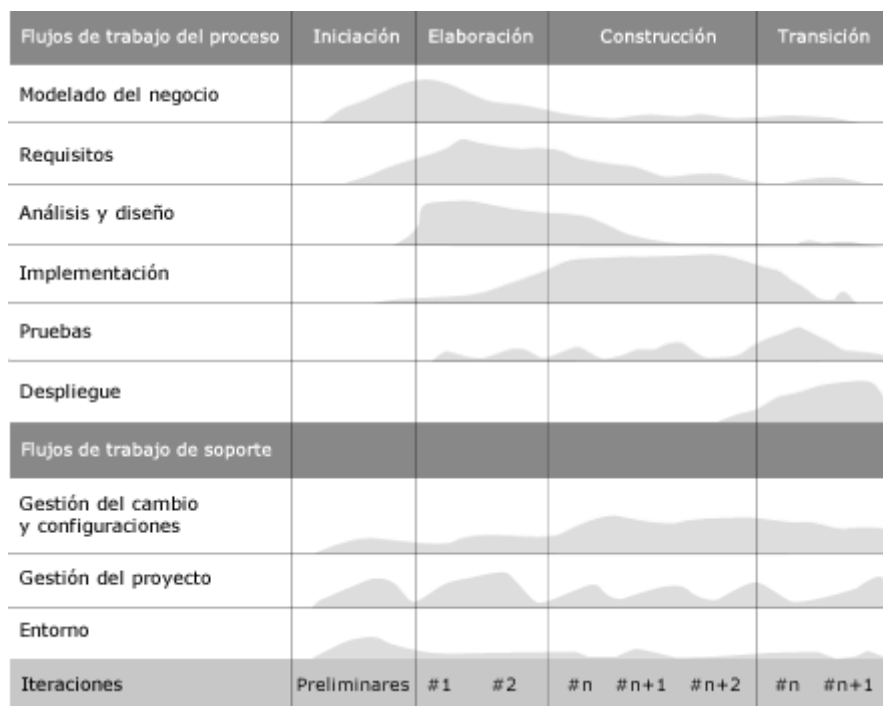 Flujos de trabajo del proceso Iniciación Elaboración Construcción Transición
Modelado del negocio
Requisitos
Análisis y diseño
Implementación
Pruebas
Despliegue
Flujos de trabajo de soporte
Gestión del cambio
y configuraciones
Gestión del proyecto
Entorno
Iteraciones Preliminares #1 #2 #n #n+1 #n+2 #n #n+1